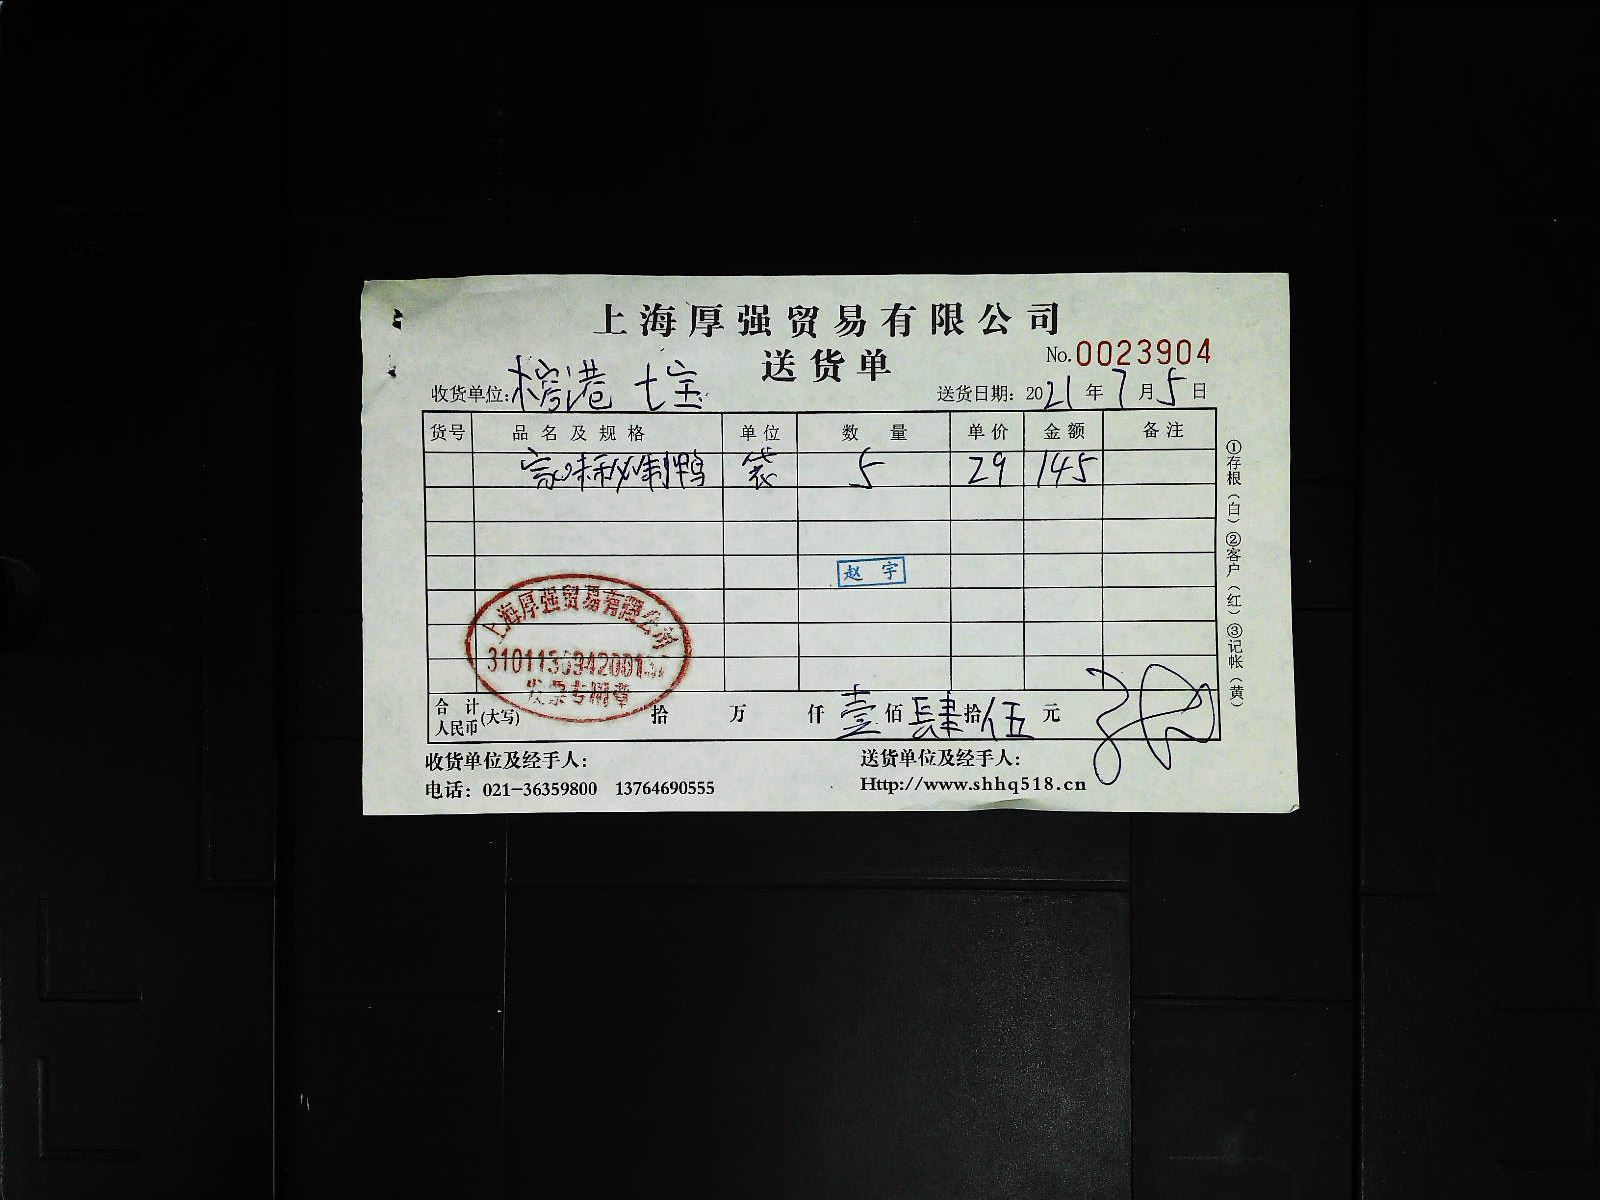 上海厚强贸易有限公司
送货单
No.0023904
收货单位:榜港 七宝
送货日期: 2021年7月5日
货号 品名及规格 单位 数量 单价 金额 备注
家味秘制鸭 袋 5 29 145
赵宇
上海厚强贸易有限公司
发票专用章
合计人民币(大写) 拾 万 仟 壹佰肆拾伍元
收货单位及经手人:
送货单位及经手人:
电话: 021-36359800 13764690555
Http://www.shhq518.cn
①存根(白)②客户(红)③记帐(黄)